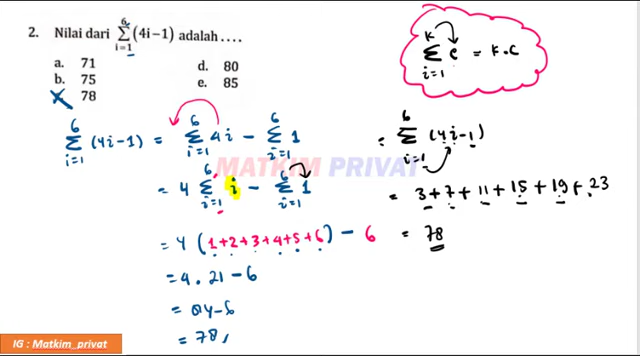 2. Nilai dari 6 Σ i=1 (4i−1) adalah ....
a. 71
b. 75
c. 78
d. 80
e. 85
K Σ i=1 c = K.C
6 Σ i=1 (4i−1) = 6 Σ i=1 4i − 6 Σ i=1 1
= 4 6 Σ i=1 i − 6 Σ i=1 1
= 4 (1+2+3+4+5+6) − 6
= 4 . 21 − 6
= 84−6
= 78
= 6 Σ i=1 (4i−1)
= 3+7+11+15+19+23
= 78
MATKIM PRIVAT
IG : Matkim_privat